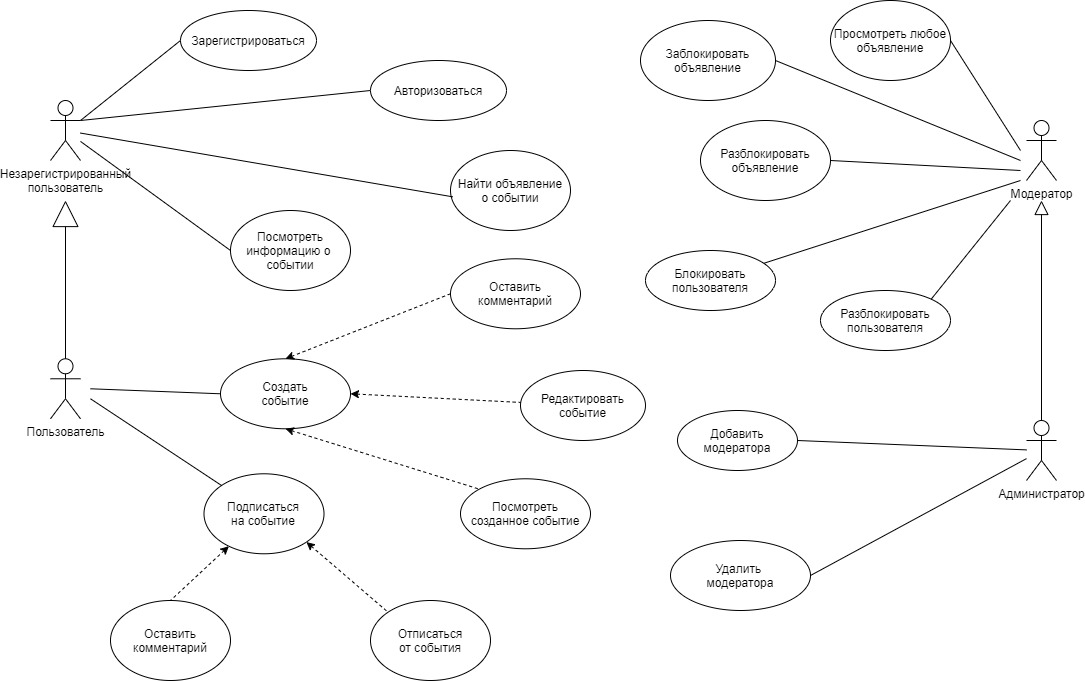 Зарегистрироваться
Авторизоваться
Незарегистрированный
пользователь
Найти объявление
о событии
Посмотреть
информацию о
событии
Оставить
комментарий
Создать
событие
Редактировать
событие
Пользователь
Посмотреть
созданное событие
Подписаться
на событие
Оставить
комментарий
Отписаться
от события
Просмотреть любое
объявление
Заблокировать
объявление
Разблокировать
объявление
Модератор
Блокировать
пользователя
Разблокировать
пользователя
Добавить
модератора
Администратор
Удалить
модератора